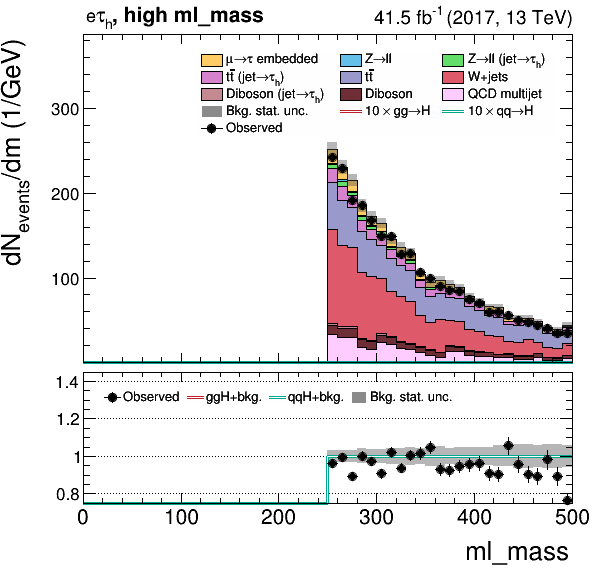 eτh, high ml_mass 41.5 fb⁻¹ (2017, 13 TeV)
dNevents/dm (1/GeV)
300
200
100
μ→τ embedded Z→ll Z→ll (jet→τh)
tt̄ (jet→τh) tt̄ W+jets
Diboson (jet→τh) Diboson QCD multijet
Bkg. stat. unc. 10 × gg→H 10 × qq→H
Observed
1.4
1.2
1
0.8
Observed ggH+bkg. qqH+bkg. Bkg. stat. unc.
0 100 200 300 400 500
ml_mass